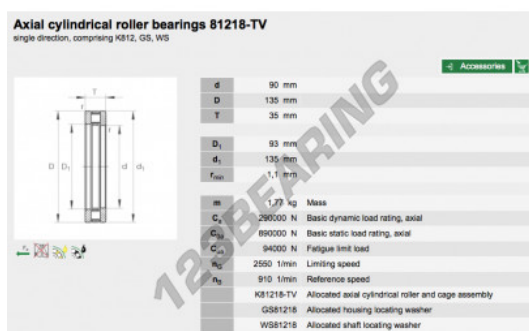 Axial cylindrical roller bearings 81218-TV
single direction, comprising K812, GS, WS
Accessories
d 90 mm
D 135 mm
T 35 mm
D1 93 mm
d1 135 mm
rmin 1,1 mm
m 1,77 kg Mass
Ca 290000 N Basic dynamic load rating, axial
C0a 890000 N Basic static load rating, axial
Cua 94000 N Fatigue limit load
nG 2550 1/min Limiting speed
nB 910 1/min Reference speed
K81218-TV Allocated axial cylindrical roller and cage assembly
GS81218 Allocated housing locating washer
WS81218 Allocated shaft locating washer
T
r
r
D D1 d d1
123BEARING